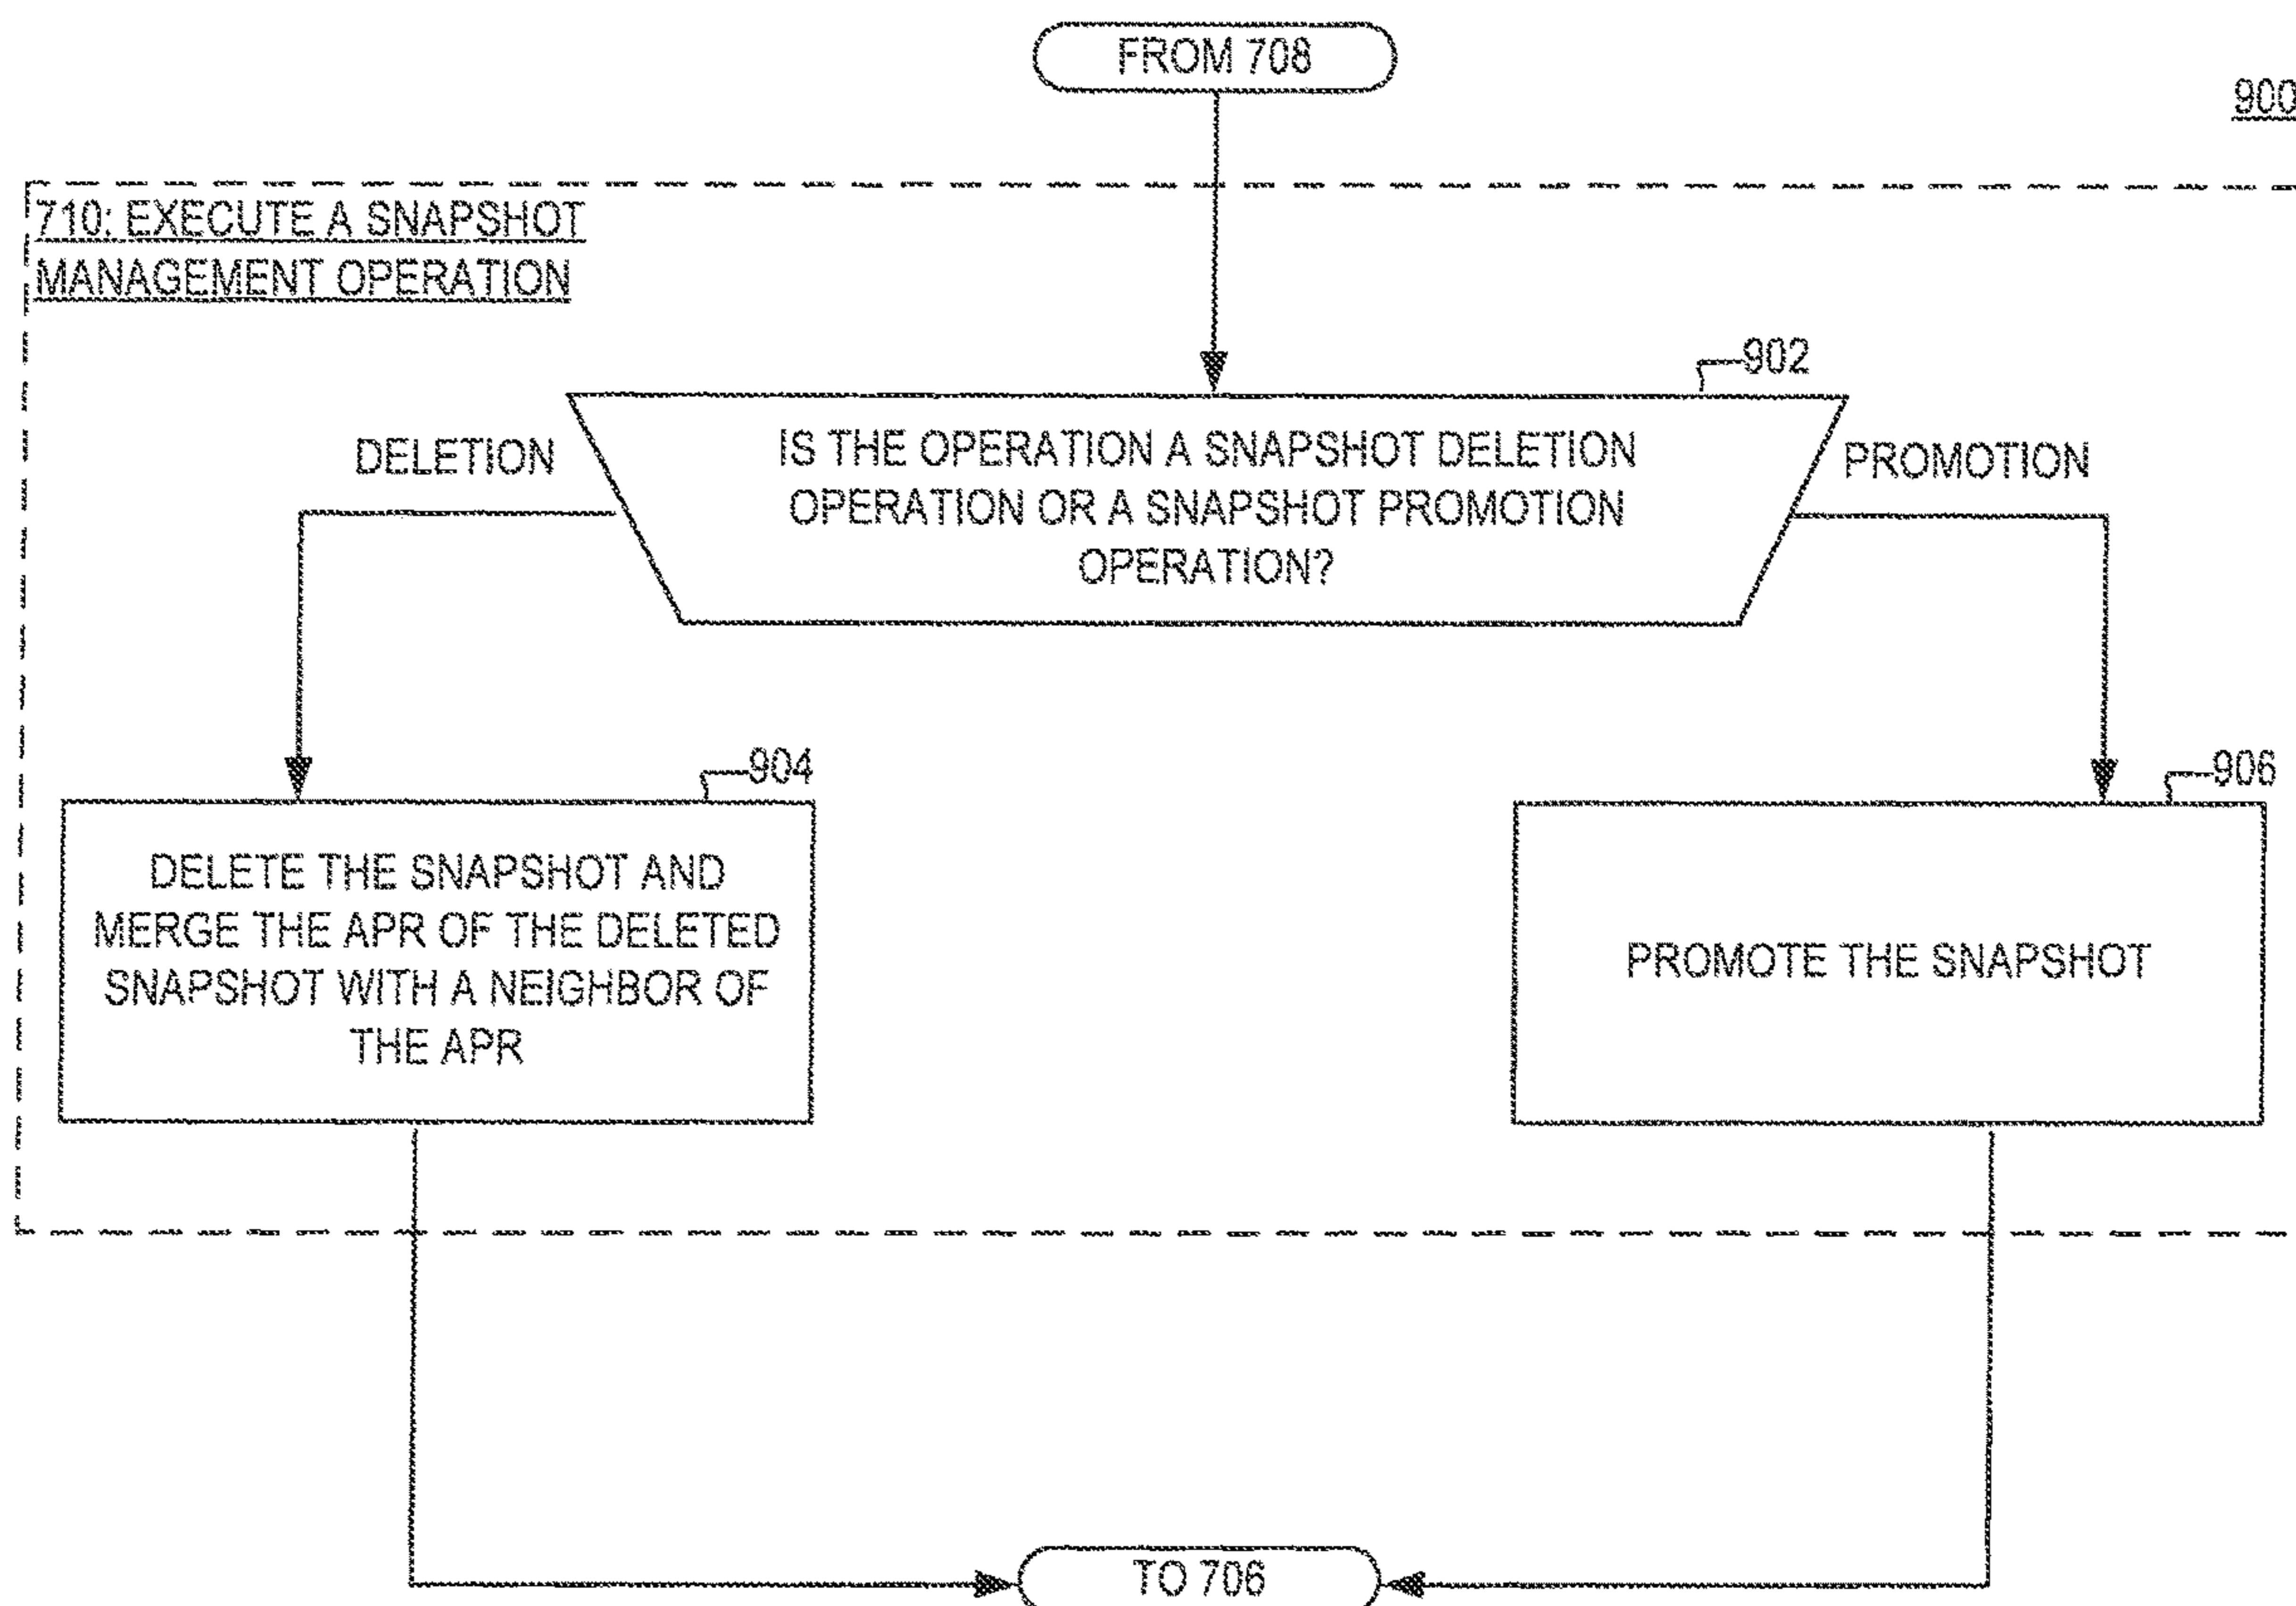 FROM 708
900
710: EXECUTE A SNAPSHOT
MANAGEMENT OPERATION
902
DELETION
IS THE OPERATION A SNAPSHOT DELETION
OPERATION OR A SNAPSHOT PROMOTION
OPERATION?
PROMOTION
904
906
DELETE THE SNAPSHOT AND
MERGE THE APR OF THE DELETED
SNAPSHOT WITH A NEIGHBOR OF
THE APR
PROMOTE THE SNAPSHOT
TO 706